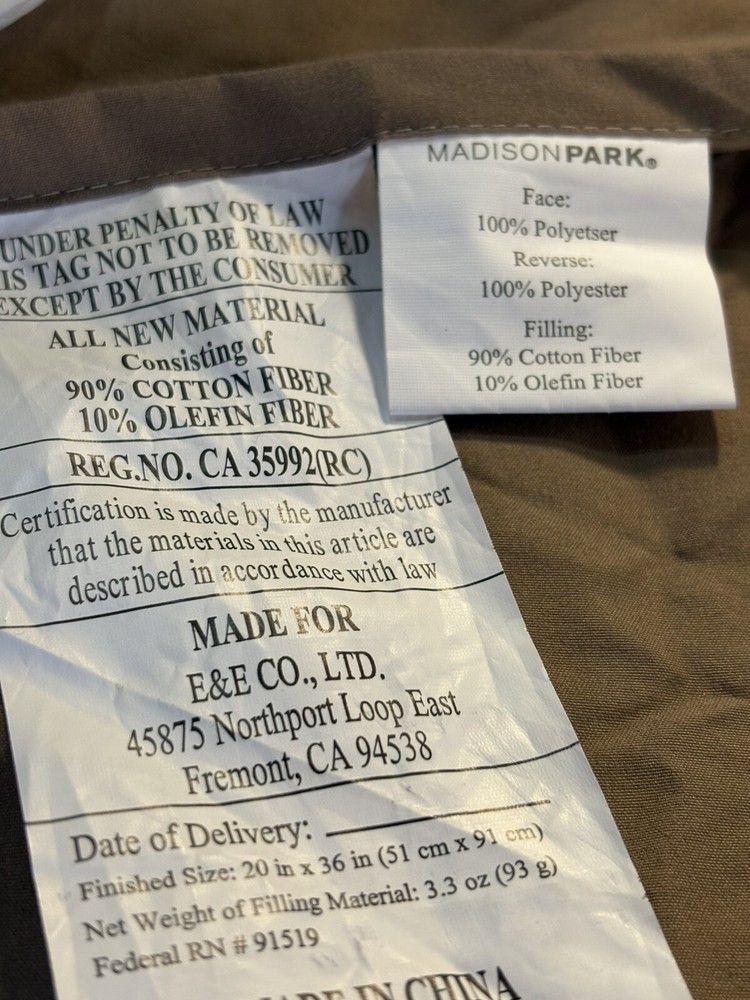 UNDER PENALTY OF LAW
IS TAG NOT TO BE REMOVED
EXCEPT BY THE CONSUMER
ALL NEW MATERIAL
Consisting of
90% COTTON FIBER
10% OLEFIN FIBER
REG.NO. CA 35992(RC)
Certification is made by the manufacturer
that the materials in this article are
described in accordance with law
MADE FOR
E&E CO., LTD.
45875 Northport Loop East
Fremont, CA 94538
Date of Delivery:
Finished Size: 20 in x 36 in (51 cm x 91 cm)
Net Weight of Filling Material: 3.3 oz (93 g)
Federal RN # 91519
ADE IN CHINA
MADISONPARK®
Face:
100% Polyetser
Reverse:
100% Polyester
Filling:
90% Cotton Fiber
10% Olefin Fiber